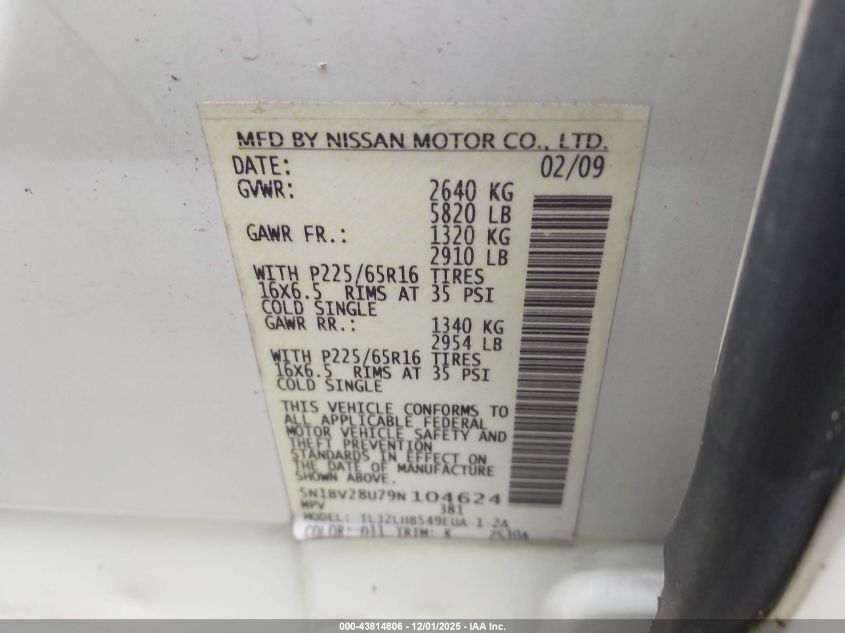 MFD BY NISSAN MOTOR CO., LTD.
DATE: 02/09
GVWR: 2640 KG
5820 LB
GAWR FR.: 1320 KG
2910 LB
WITH P225/65R16 TIRES
16X6.5 RIMS AT 35 PSI
COLD SINGLE
GAWR RR.: 1340 KG
2954 LB
WITH P225/65R16 TIRES
16X6.5 RIMS AT 35 PSI
COLD SINGLE
THIS VEHICLE CONFORMS TO
ALL APPLICABLE FEDERAL
MOTOR VEHICLE SAFETY AND
THEFT PREVENTION
STANDARDS IN EFFECT ON
THE DATE OF MANUFACTURE
SHOWN ABOVE.
5N1BV28U79N104624
MPV 381
MODEL: TL32LHB549EUA-1-2A
COLOR: TRIM: K
000-43814806 - 12/01/2025 - IAA Inc.